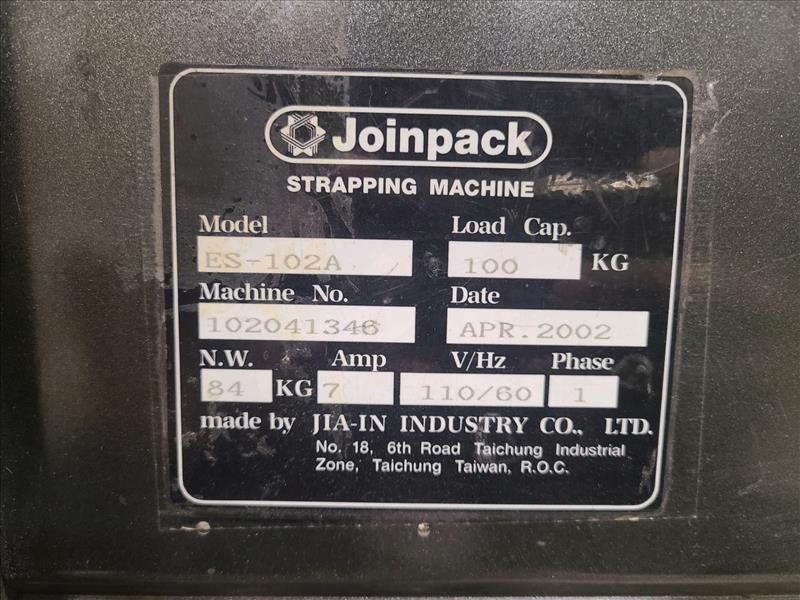 Joinpack
STRAPPING MACHINE
Model Load Cap.
ES-102A 100 KG
Machine No. Date
102041346 APR.2002
N.W. Amp V/Hz Phase
84 KG 7 110/60 1
made by JIA-IN INDUSTRY CO., LTD.
No. 18, 6th Road Taichung Industrial
Zone, Taichung Taiwan, R.O.C.